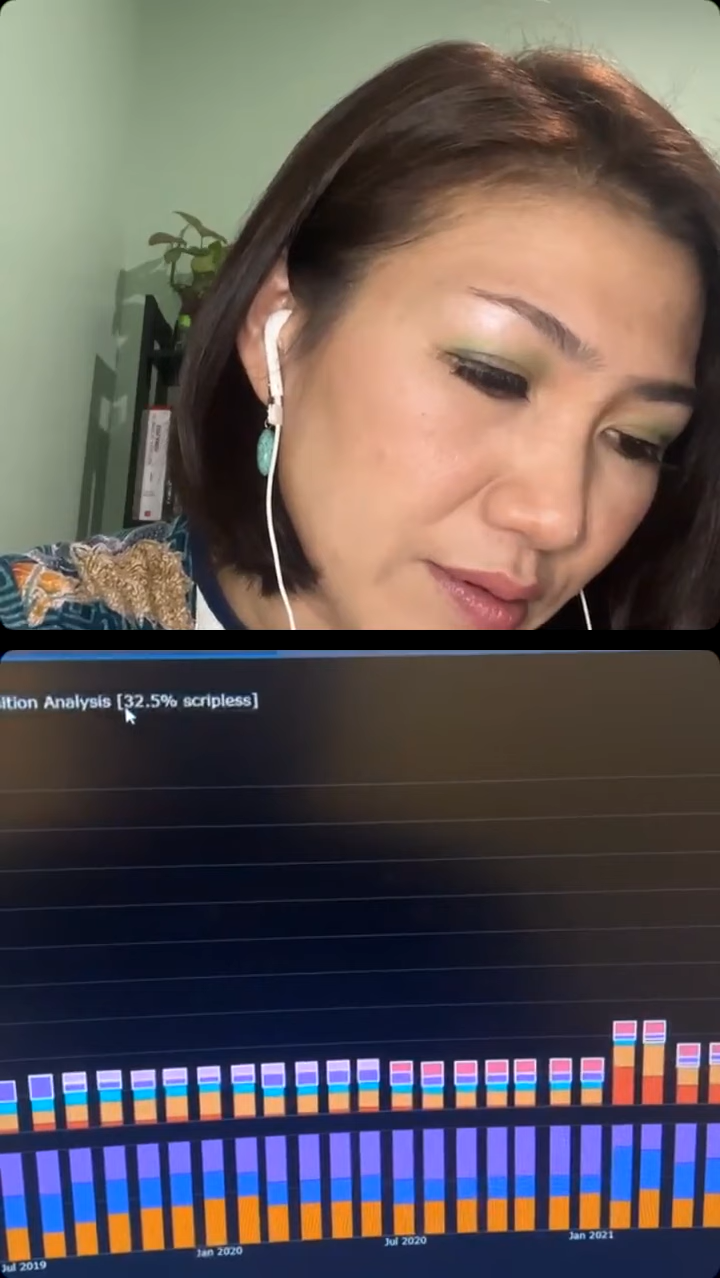 ition Analysis [32.5% scripless]
Jul 2019
Jan 2020
Jul 2020
Jan 2021